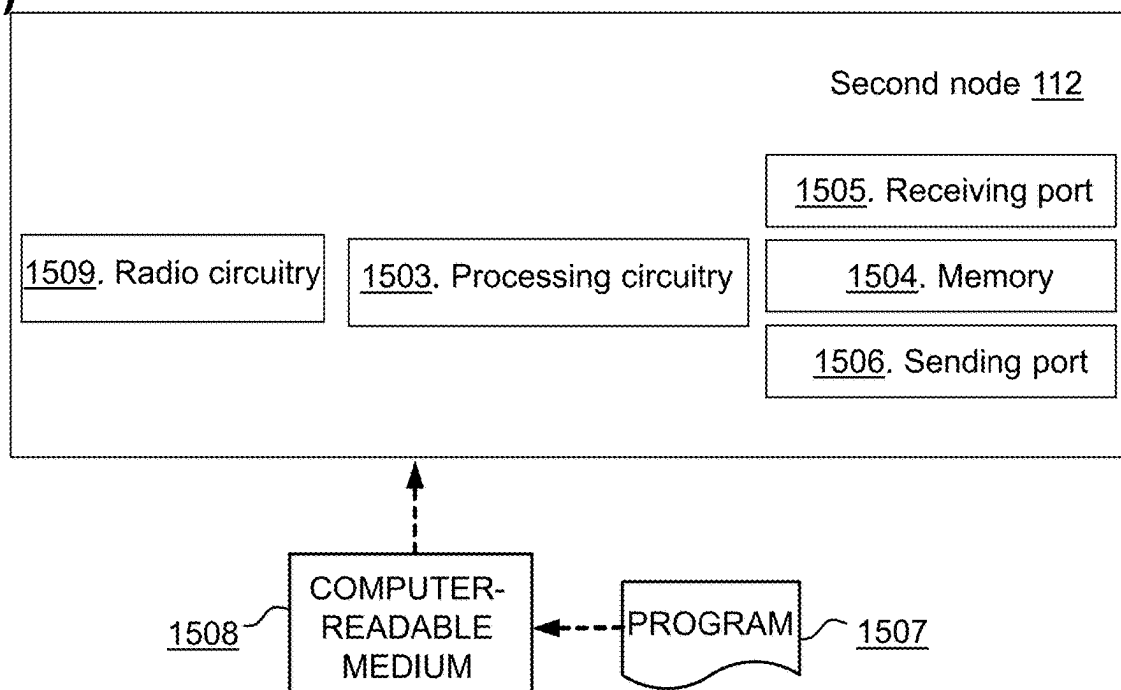 Second node 112
1505. Receiving port
1509. Radio circuitry
1503. Processing circuitry
1504. Memory
1506. Sending port
COMPUTER-
READABLE
MEDIUM
1508
PROGRAM
1507